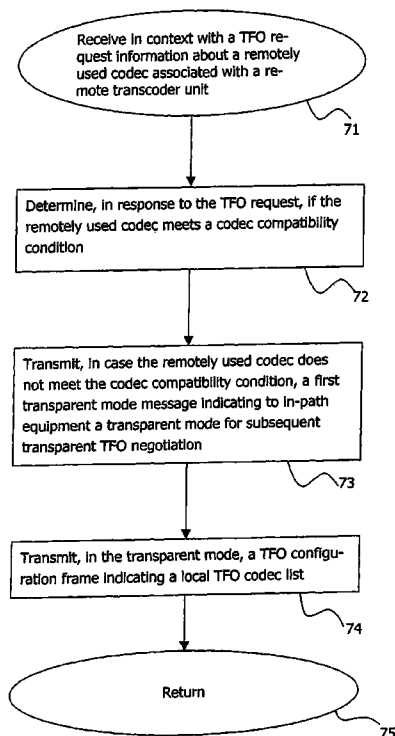 Receive in context with a TFO re-
quest information about a remotely
used codec associated with a re-
mote transcoder unit
71
Determine, in response to the TFO request, if the
remotely used codec meets a codec compatibility
condition
72
Transmit, in case the remotely used codec does
not meet the codec compatibility condition, a first
transparent mode message indicating to in-path
equipment a transparent mode for subsequent
transparent TFO negotiation
73
Transmit, in the transparent mode, a TFO configu-
ration frame indicating a local TFO codec list
74
Return
75